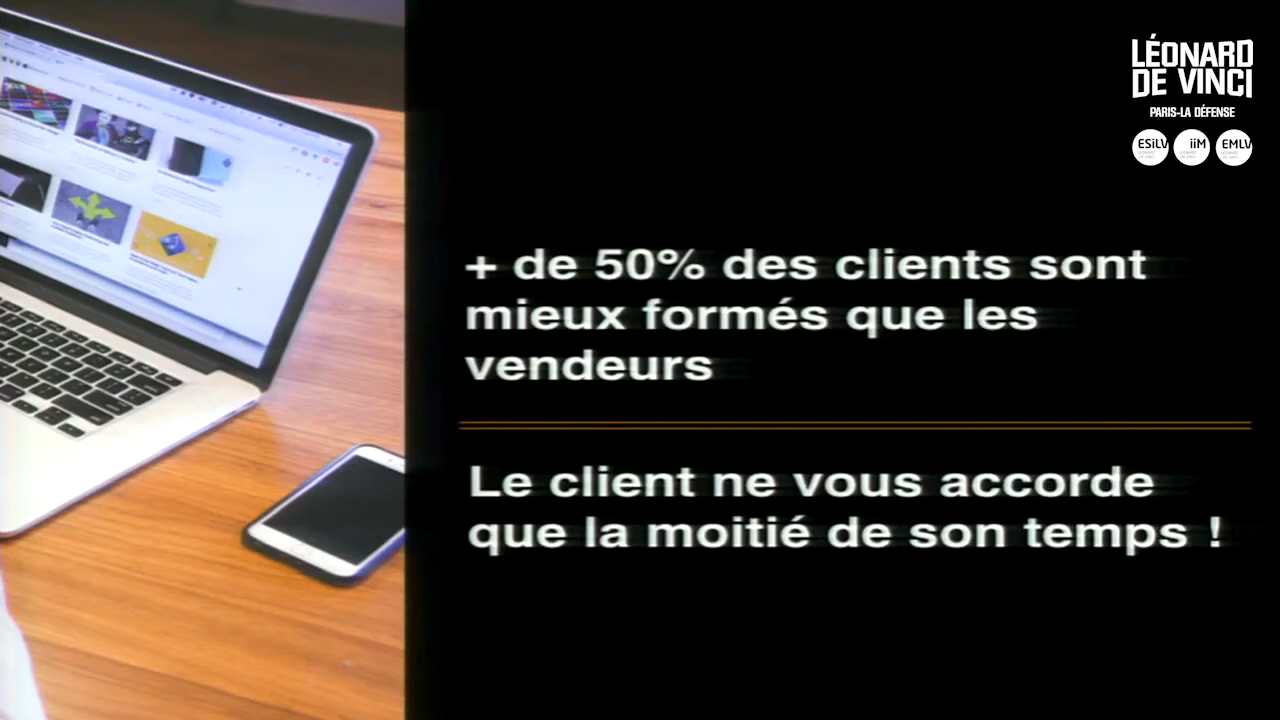 LÉONARD
DE VINCI
PARIS-LA DÉFENSE
ESiLV
iiM
EMLV
+ de 50% des clients sont
mieux formés que les
vendeurs
Le client ne vous accorde
que la moitié de son temps !